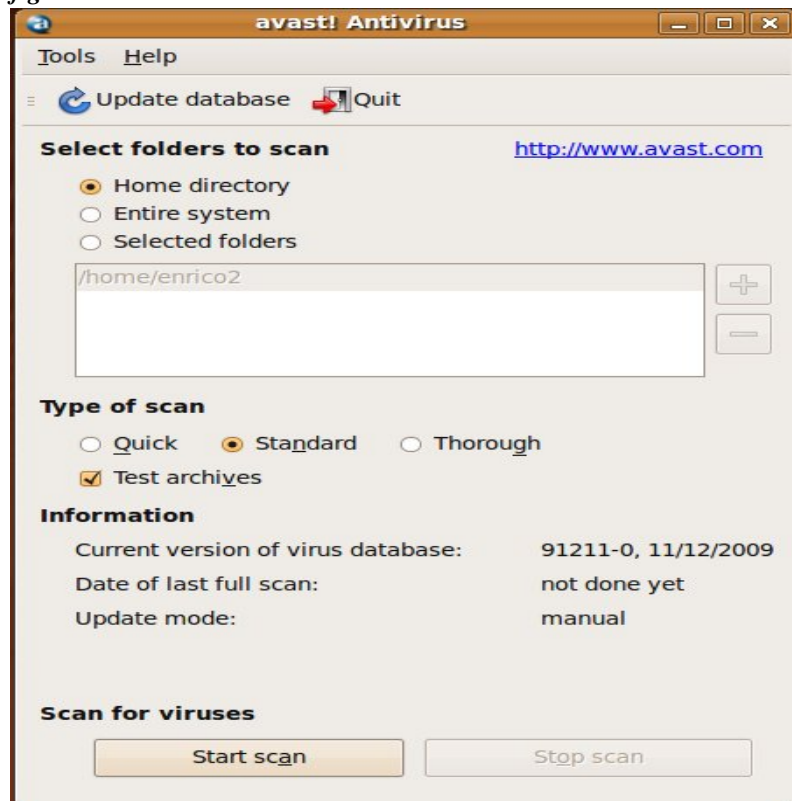 avast! Antivirus
Tools Help
Update database Quit
Select folders to scan http://www.avast.com
Home directory
Entire system
Selected folders
/home/enrico2
Type of scan
Quick Standard Thorough
Test archives
Information
Current version of virus database: 91211-0, 11/12/2009
Date of last full scan: not done yet
Update mode: manual
Scan for viruses
Start scan Stop scan